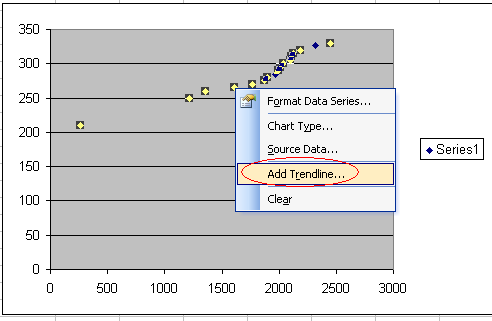 350
300
250
200
150
100
50
0
0 500 1000 1500 2000 2500 3000
Format Data Series...
Chart Type...
Source Data...
Add Trendline...
Clear
Series1